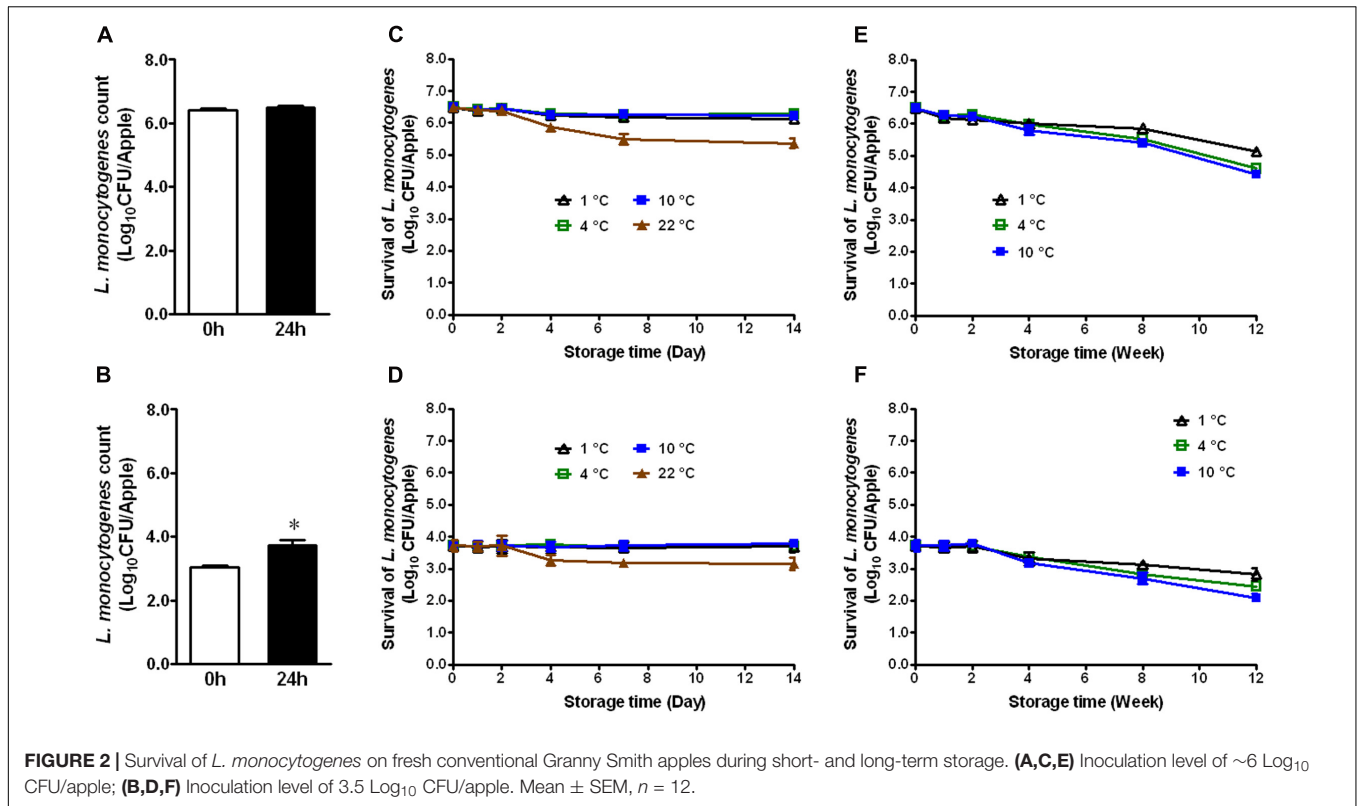 A
L. monocytogenes count
(Log10CFU/Apple)
8.0
6.0
4.0
2.0
0.0
0h
24h
C
Survival of L. monocytogenes
(Log10 CFU/Apple)
8.0
7.0
6.0
5.0
4.0
3.0
2.0
1.0
0.0
1 °C
10 °C
4 °C
22 °C
0 2 4 6 8 10 12 14
Storage time (Day)
E
Survival of L. monocytogenes
(Log10 CFU/Apple)
8.0
7.0
6.0
5.0
4.0
3.0
2.0
1.0
0.0
1 °C
4 °C
10 °C
0 2 4 6 8 10 12
Storage time (Week)
B
L. monocytogenes count
(Log10CFU/Apple)
8.0
6.0
4.0
2.0
0.0
*
0h
24h
D
Survival of L. monocytogenes
(Log10 CFU/Apple)
8.0
7.0
6.0
5.0
4.0
3.0
2.0
1.0
0.0
1 °C
10 °C
4 °C
22 °C
0 2 4 6 8 10 12 14
Storage time (Day)
F
Survival of L. monocytogenes
(Log10 CFU/Apple)
8.0
7.0
6.0
5.0
4.0
3.0
2.0
1.0
0.0
1 °C
4 °C
10 °C
0 2 4 6 8 10 12
Storage time (Week)
FIGURE 2 | Survival of L. monocytogenes on fresh conventional Granny Smith apples during short- and long-term storage. (A,C,E) Inoculation level of ~6 Log10
CFU/apple; (B,D,F) Inoculation level of 3.5 Log10 CFU/apple. Mean ± SEM, n = 12.